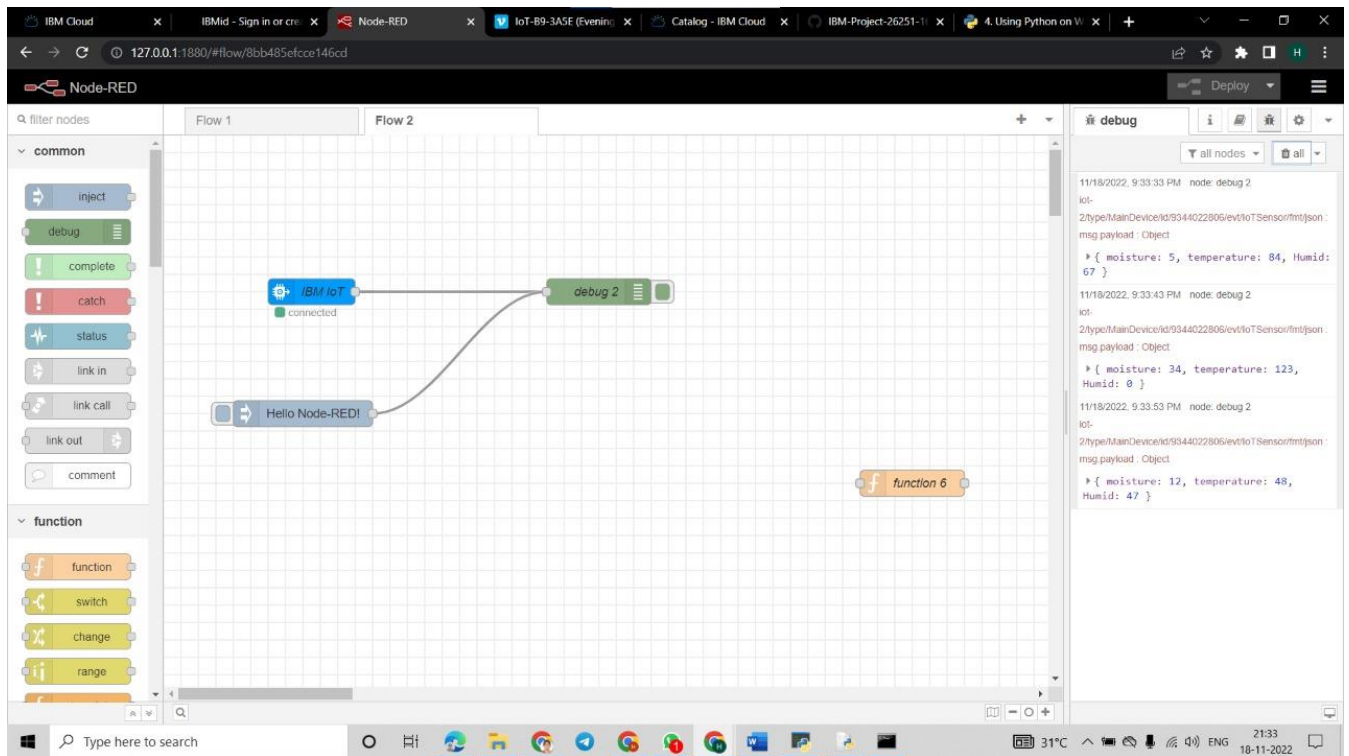 IBM Cloud
IBMid - Sign in or cre
Node-RED
IoT-B9-3A5E (Evening
Catalog - IBM Cloud
IBM-Project-26251-1
4. Using Python on W
127.0.0.1:1880/#flow/8bb485efcce146cd
H
Node-RED
Deploy
filter nodes
Flow 1
Flow 2
debug
i
common
all nodes
all
inject
debug
complete
catch
status
link in
link call
link out
comment
function
function
switch
change
range
IBM IoT
connected
debug 2
Hello Node-RED!
function 6
11/18/2022, 9:33:33 PM node: debug 2
iot-
2/type/MainDevice/id/9344022806/evt/IoTSensor/fmt/json :
msg.payload : Object
{ moisture: 5, temperature: 84, Humid:
67 }
11/18/2022, 9:33:43 PM node: debug 2
iot-
2/type/MainDevice/id/9344022806/evt/IoTSensor/fmt/json :
msg.payload : Object
{ moisture: 34, temperature: 123,
Humid: 0 }
11/18/2022, 9:33:53 PM node: debug 2
iot-
2/type/MainDevice/id/9344022806/evt/IoTSensor/fmt/json :
msg.payload : Object
{ moisture: 12, temperature: 48,
Humid: 47 }
Type here to search
31°C
ENG
21:33
18-11-2022